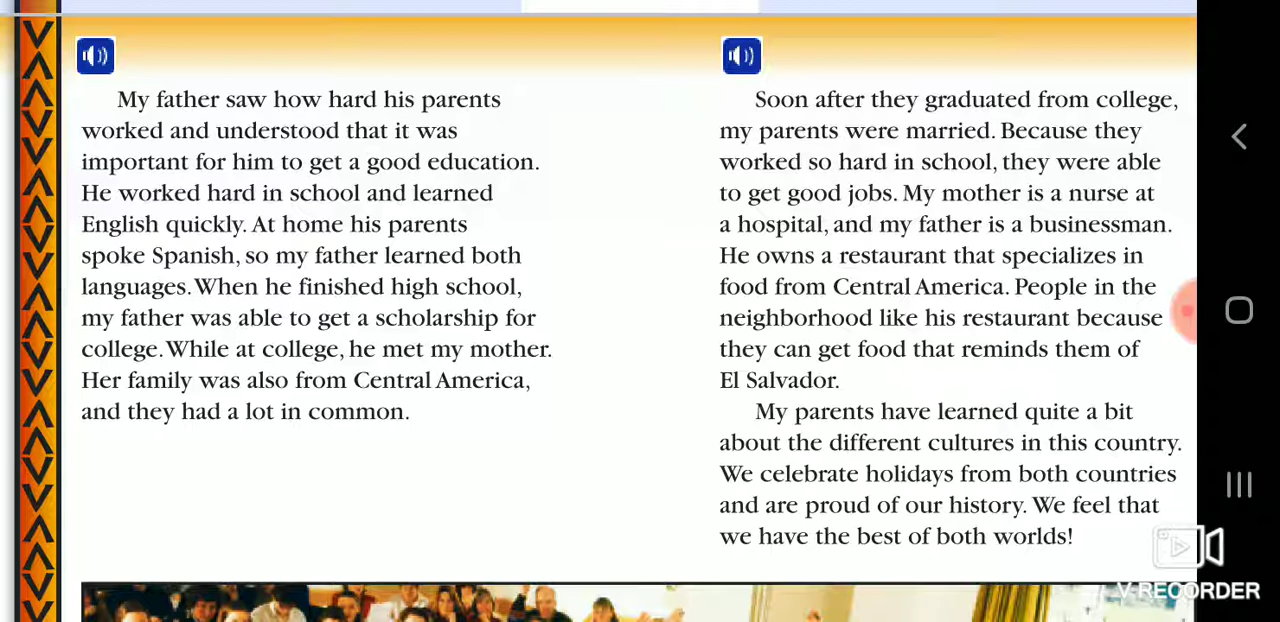 My father saw how hard his parents
worked and understood that it was
important for him to get a good education.
He worked hard in school and learned
English quickly. At home his parents
spoke Spanish, so my father learned both
languages. When he finished high school,
my father was able to get a scholarship for
college. While at college, he met my mother.
Her family was also from Central America,
and they had a lot in common.
Soon after they graduated from college,
my parents were married. Because they
worked so hard in school, they were able
to get good jobs. My mother is a nurse at
a hospital, and my father is a businessman.
He owns a restaurant that specializes in
food from Central America. People in the
neighborhood like his restaurant because
they can get food that reminds them of
El Salvador.
My parents have learned quite a bit
about the different cultures in this country.
We celebrate holidays from both countries
and are proud of our history. We feel that
we have the best of both worlds!
V RECORDER